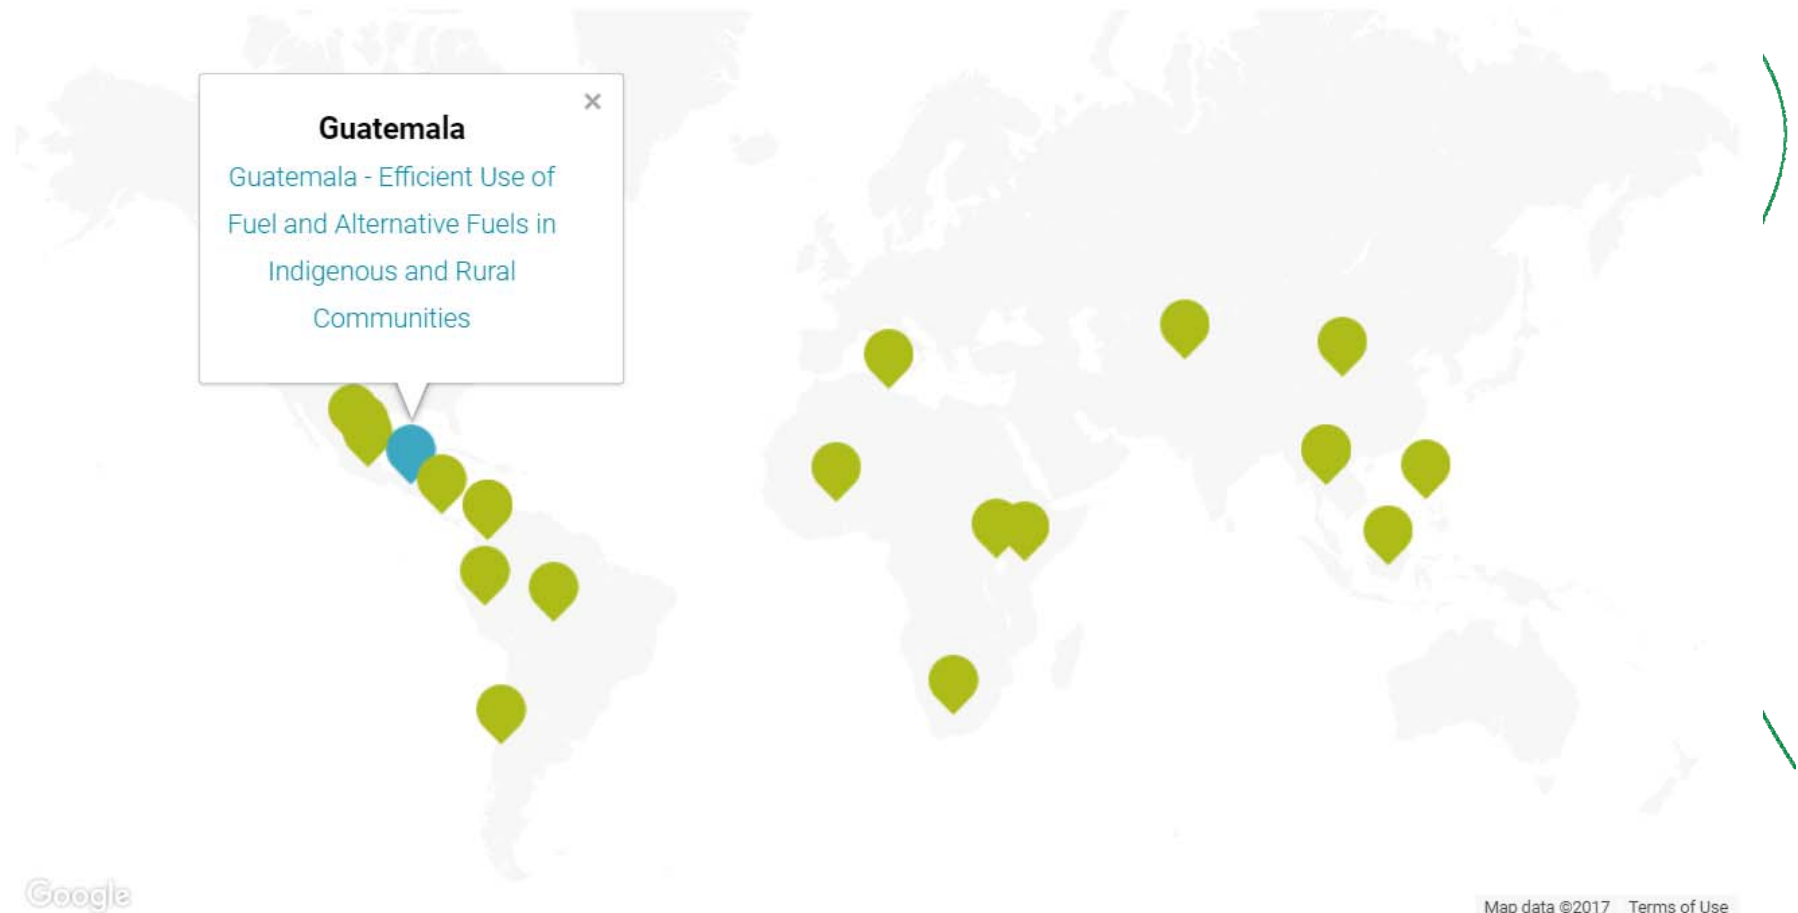 ×
Guatemala
Guatemala - Efficient Use of
Fuel and Alternative Fuels in
Indigenous and Rural
Communities
Google
Map data ©2017 Terms of Use